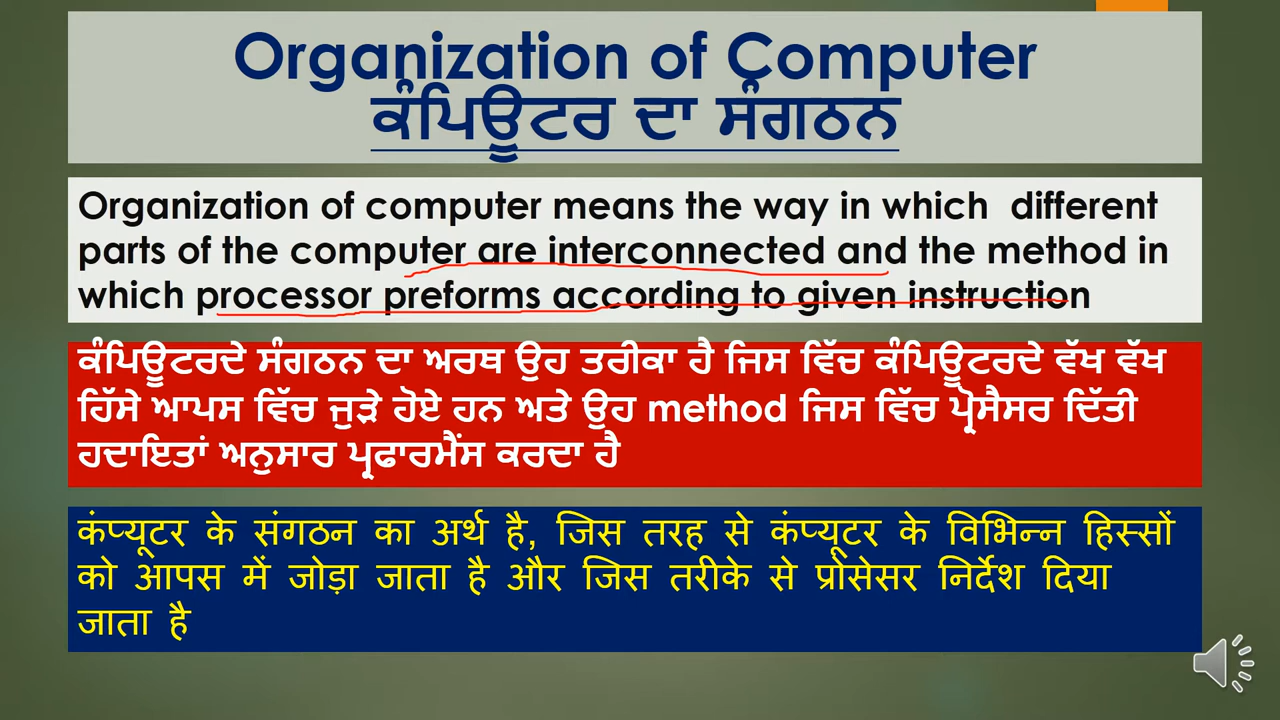 Organization of Computer
ਕੰਪਿਊਟਰ ਦਾ ਸੰਗਠਨ
Organization of computer means the way in which different
parts of the computer are interconnected and the method in
which processor preforms according to given instruction
ਕੰਪਿਊਟਰਦੇ ਸੰਗਠਨ ਦਾ ਅਰਥ ਉਹ ਤਰੀਕਾ ਹੈ ਜਿਸ ਵਿੱਚ ਕੰਪਿਊਟਰਦੇ ਵੱਖ ਵੱਖ
ਹਿੱਸੇ ਆਪਸ ਵਿੱਚ ਜੁੜੇ ਹੋਏ ਹਨ ਅਤੇ ਉਹ method ਜਿਸ ਵਿੱਚ ਪ੍ਰੋਸੈਸਰ ਦਿੱਤੀ
ਹਦਾਇਤਾਂ ਅਨੁਸਾਰ ਪ੍ਰਫਾਰਮੈਂਸ ਕਰਦਾ ਹੈ
कंप्यूटर के संगठन का अर्थ है, जिस तरह से कंप्यूटर के विभिन्न हिस्सों
को आपस में जोड़ा जाता है और जिस तरीके से प्रोसेसर निर्देश दिया
जाता है